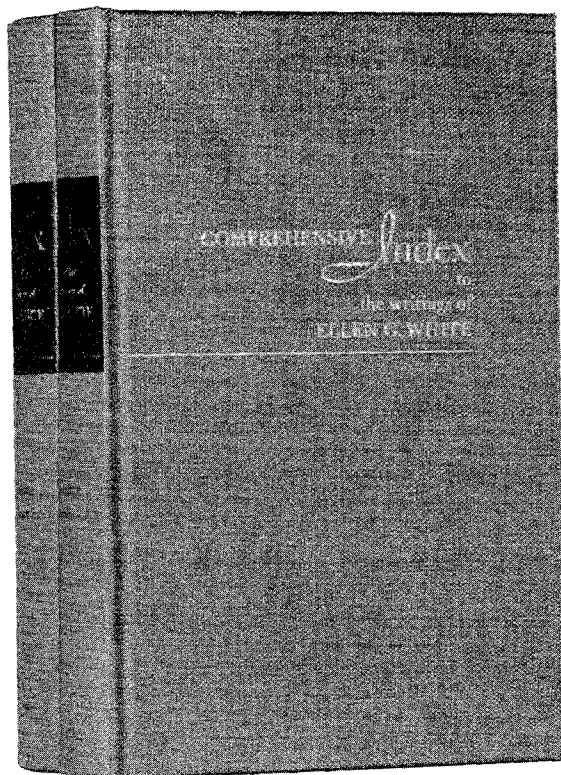 COMPREHENSIVE Index
to
the writings of
ELLEN G. WHITE